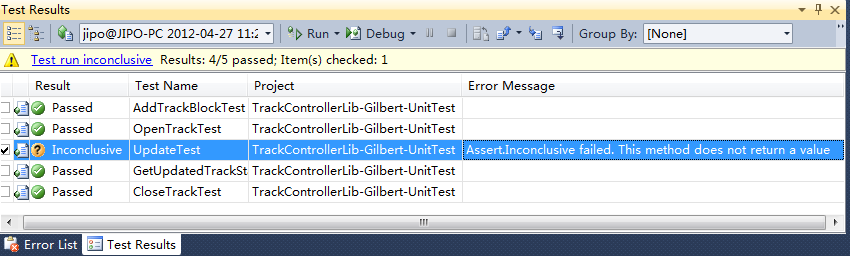 Test Results
jipo@JIPO-PC 2012-04-27 11:2 Run Debug Group By: [None]
Test run inconclusive Results: 4/5 passed; Item(s) checked: 1
Result Test Name Project Error Message
Passed AddTrackBlockTest TrackControllerLib-Gilbert-UnitTest
Passed OpenTrackTest TrackControllerLib-Gilbert-UnitTest
Inconclusive UpdateTest TrackControllerLib-Gilbert-UnitTest Assert.Inconclusive failed. This method does not return a value
Passed GetUpdatedTrackSt TrackControllerLib-Gilbert-UnitTest
Passed CloseTrackTest TrackControllerLib-Gilbert-UnitTest
Error List Test Results